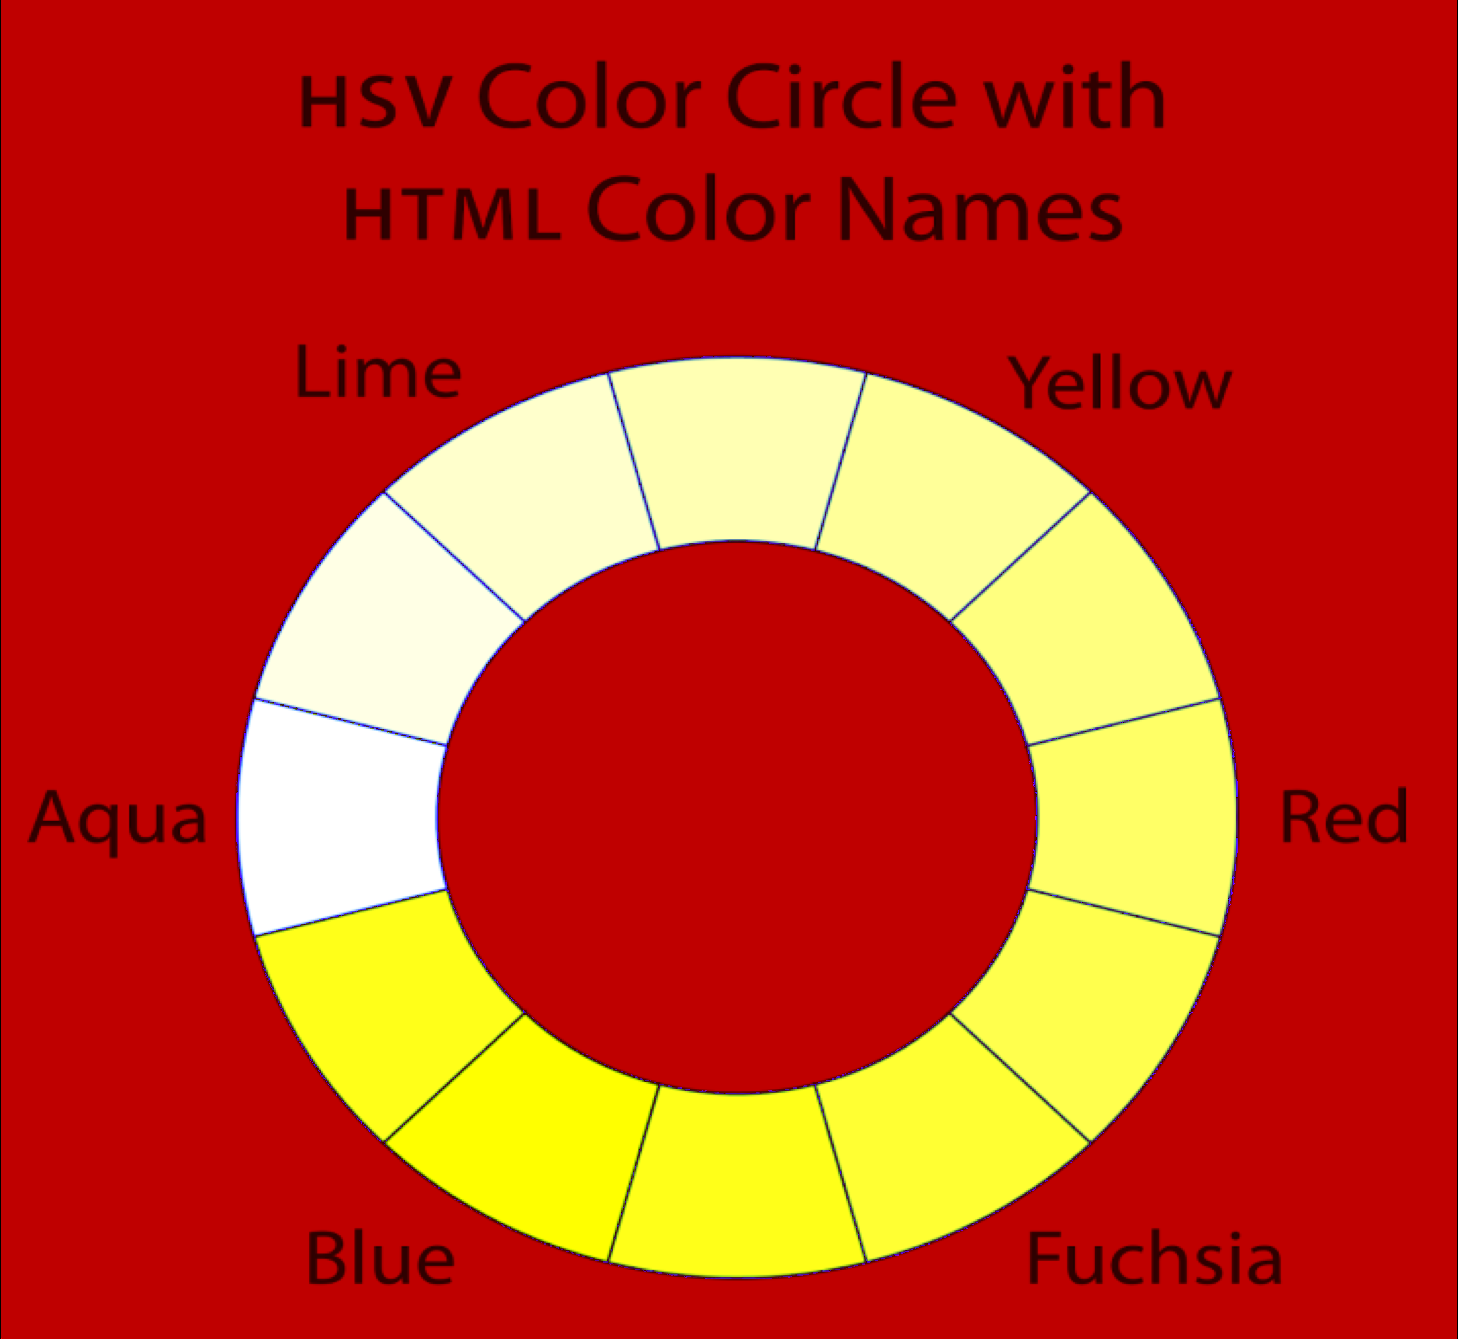 HSV Color Circle with
HTML Color Names
Lime
Yellow
Aqua
Red
Blue
Fuchsia